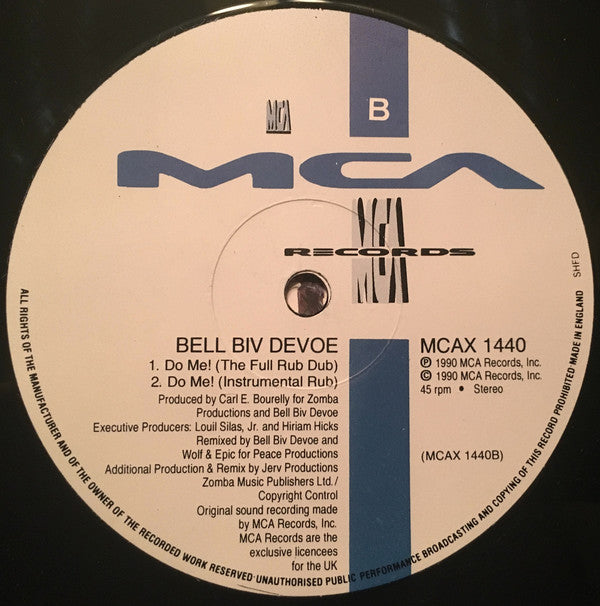 B
MCA
MCA
MCA
RECORDS
SHFD
BELL BIV DEVOE
1. Do Me! (The Full Rub Dub)
2. Do Me! (Instrumental Rub)
Produced by Carl E. Bourelly for Zomba
Productions and Bell Biv Devoe
Executive Producers: Louil Silas, Jr. and Hiriam Hicks
Remixed by Bell Biv Devoe and
Wolf & Epic for Peace Productions
Additional Production & Remix by Jerv Productions
Zomba Music Publishers Ltd./
Copyright Control
Original sound recording made
by MCA Records, Inc.
MCA Records are the
exclusive licencees
for the UK
MCAX 1440
℗ 1990 MCA Records, Inc.
© 1990 MCA Records, Inc.
45 rpm • Stereo
(MCAX 1440B)
ALL RIGHTS OF THE MANUFACTURER AND OF THE OWNER OF THE RECORDED WORK RESERVED·UNAUTHORISED PUBLIC PERFORMANCE BROADCASTING AND COPYING OF THIS RECORD PROHIBITED·MADE IN ENGLAND